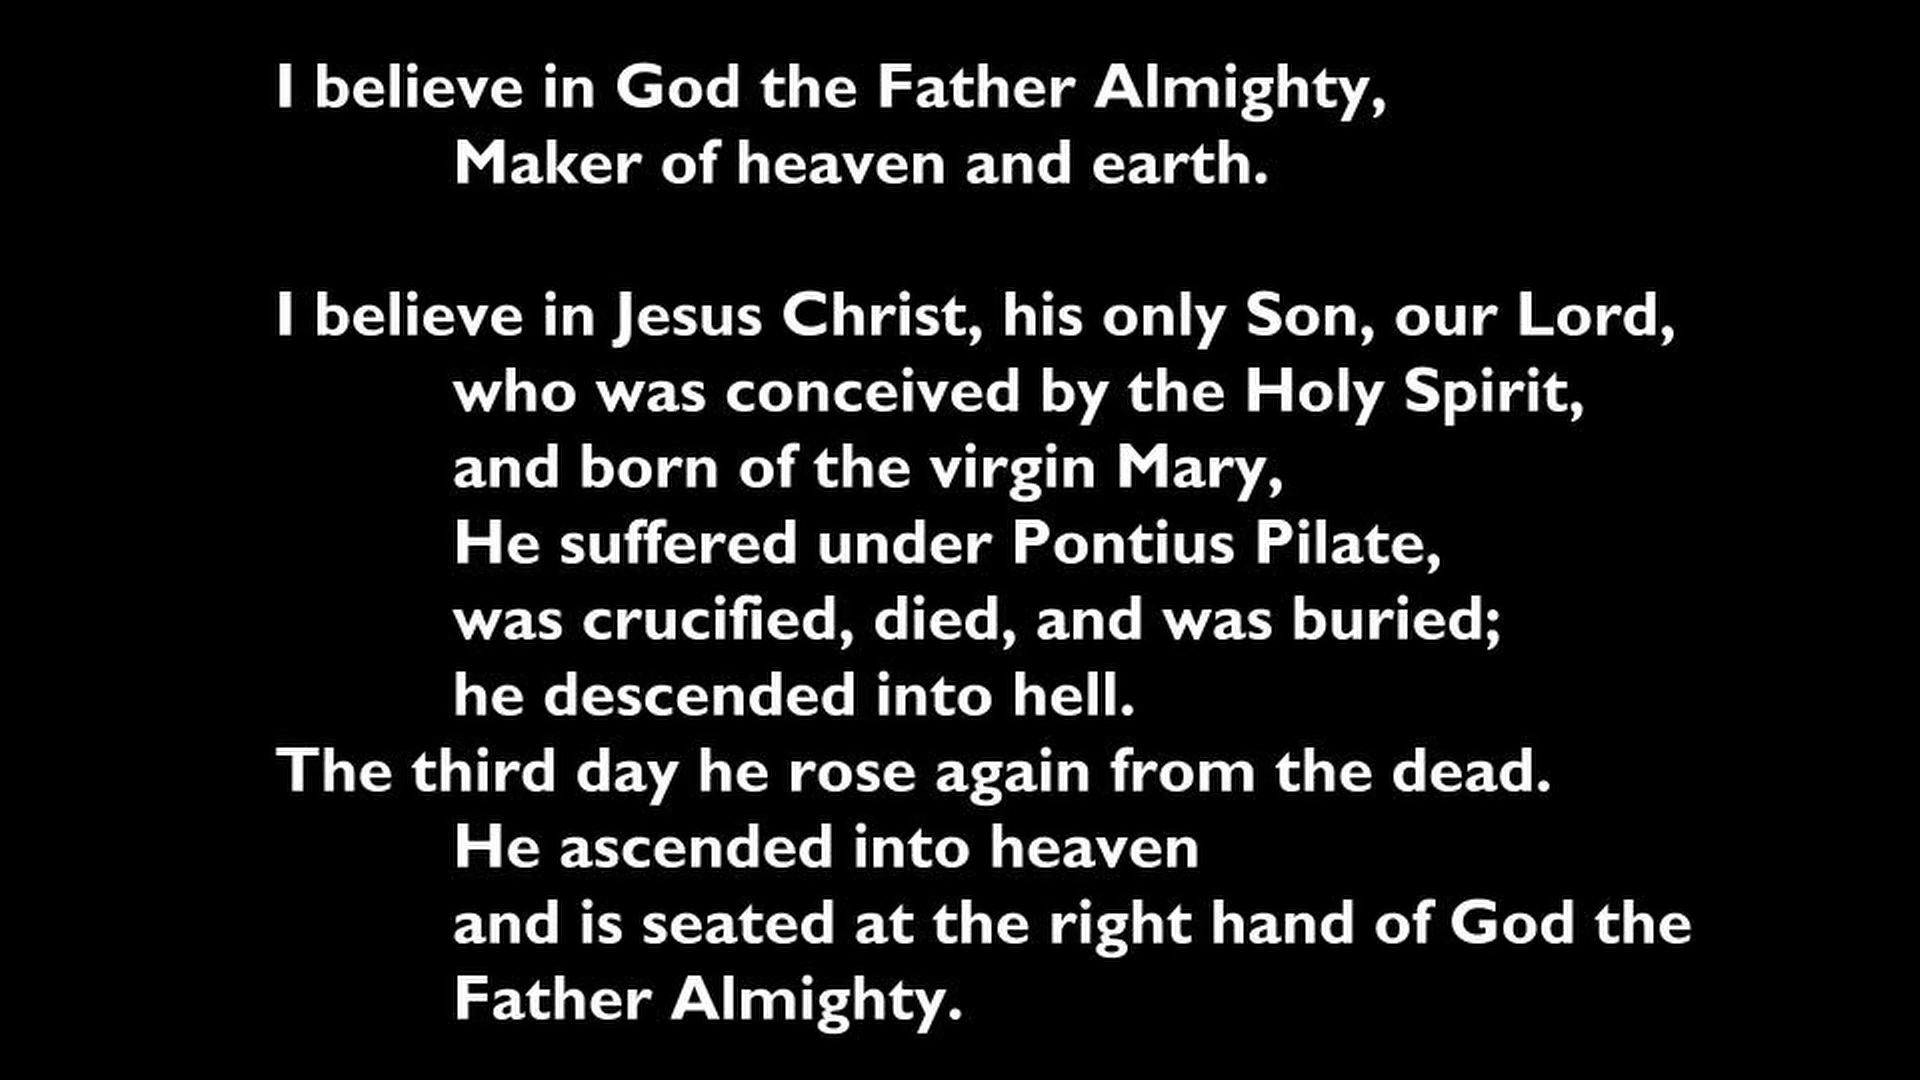 I believe in God the Father Almighty,
Maker of heaven and earth.
I believe in Jesus Christ, his only Son, our Lord,
who was conceived by the Holy Spirit,
and born of the virgin Mary,
He suffered under Pontius Pilate,
was crucified, died, and was buried;
he descended into hell.
The third day he rose again from the dead.
He ascended into heaven
and is seated at the right hand of God the
Father Almighty.